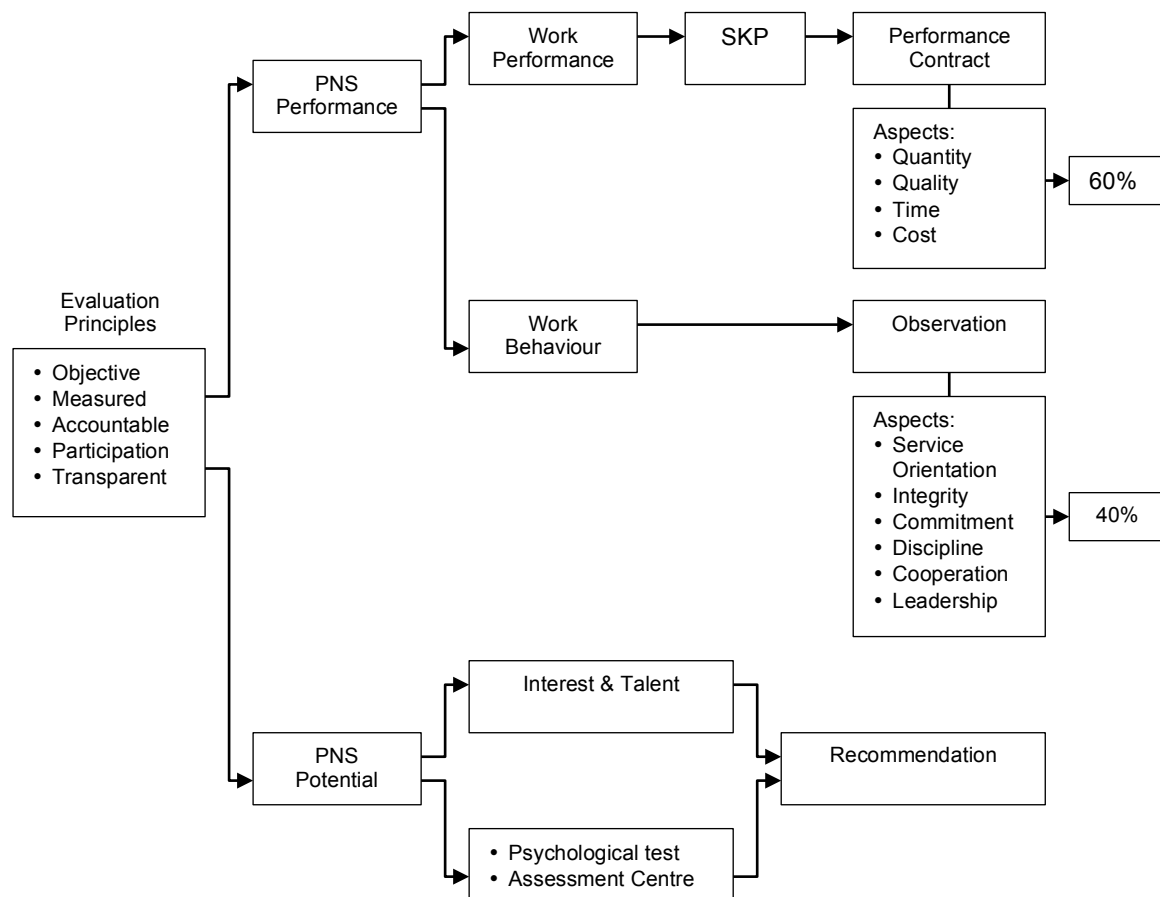 Work
Performance
SKP
Performance
Contract
PNS
Performance
Aspects:
• Quantity
• Quality
• Time
• Cost
60%
Evaluation
Principles
• Objective
• Measured
• Accountable
• Participation
• Transparent
Work
Behaviour
Observation
Aspects:
• Service
Orientation
• Integrity
• Commitment
• Discipline
• Cooperation
• Leadership
40%
Interest & Talent
PNS
Potential
Recommendation
• Psychological test
• Assessment Centre